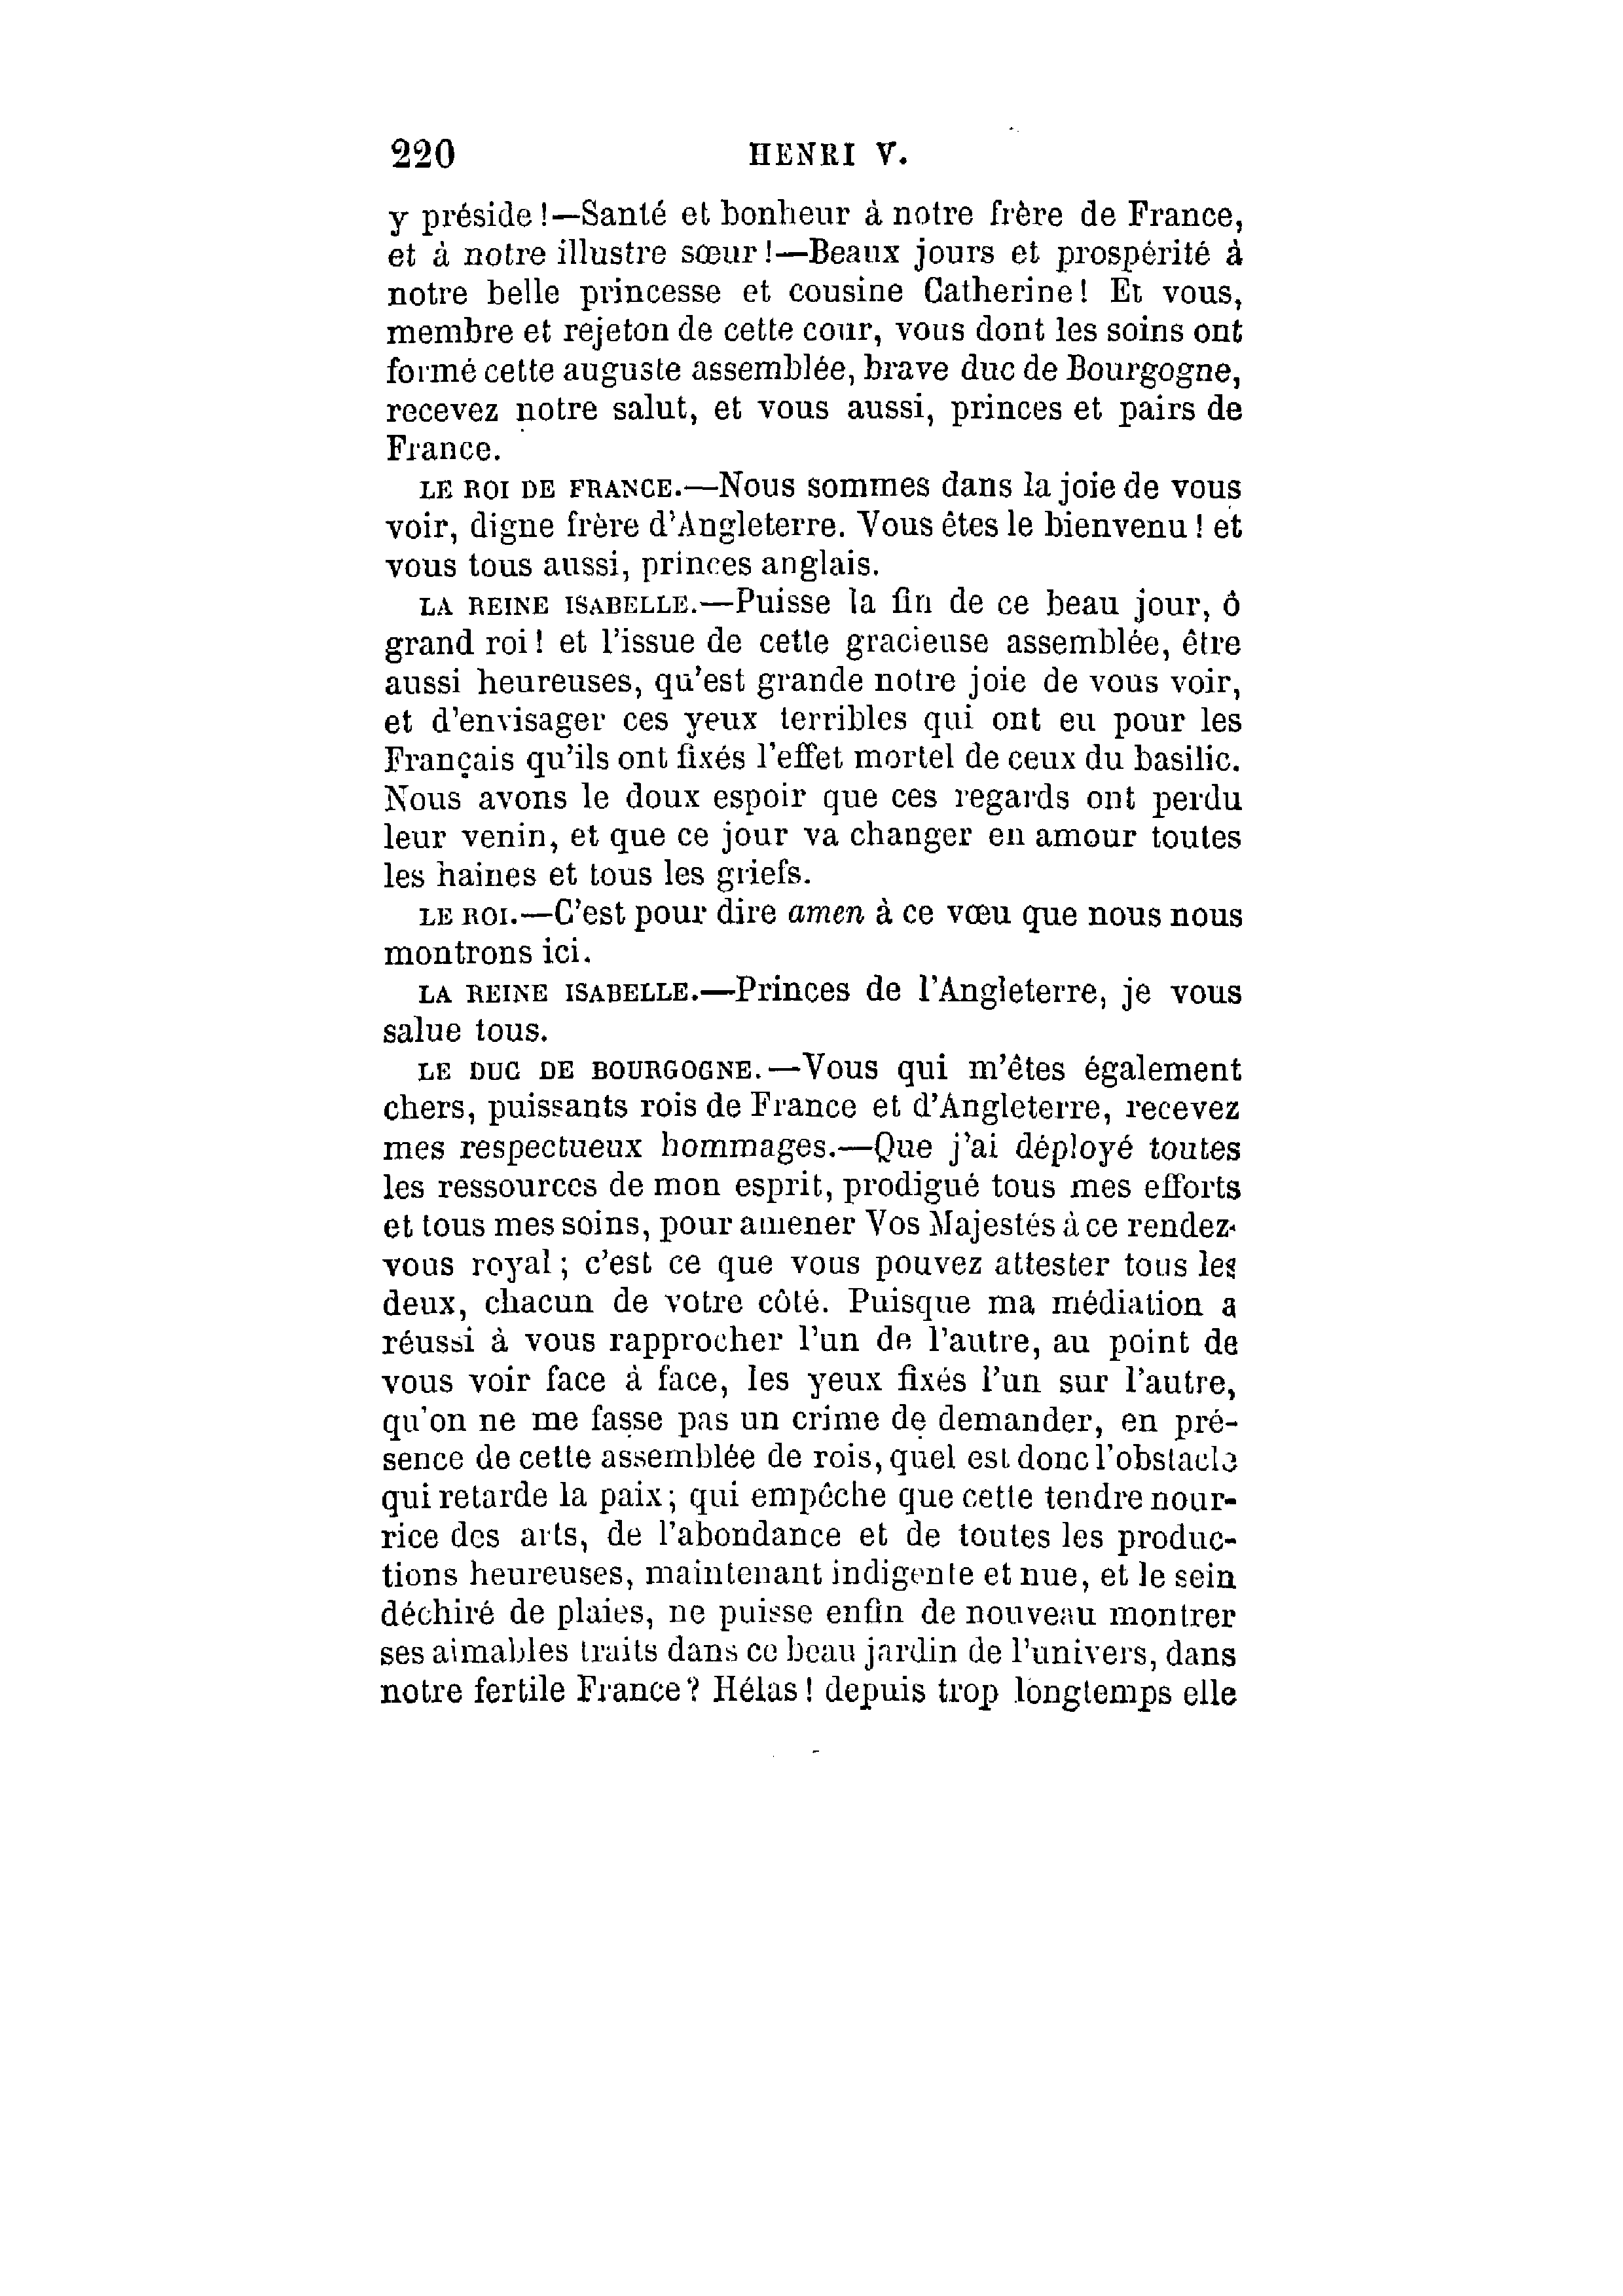 220 HENRI V.
y préside !—Santé et bonheur à notre frère de France,
et à notre illustre sœur !—Beaux jours et prospérité à
notre belle princesse et cousine Catherine! Et vous,
membre et rejeton de cette cour, vous dont les soins ont
formé cette auguste assemblée, brave duc de Bourgogne,
recevez notre salut, et vous aussi, princes et pairs de
France.
LE ROI DE FRANCE.—Nous sommes dans la joie de vous
voir, digne frère d'Angleterre. Vous êtes le bienvenu ! et
vous tous aussi, princes anglais.
LA REINE ISABELLE.—Puisse la fin de ce beau jour, ô
grand roi ! et l'issue de cette gracieuse assemblée, être
aussi heureuses, qu'est grande notre joie de vous voir,
et d'envisager ces yeux terribles qui ont eu pour les
Français qu'ils ont fixés l'effet mortel de ceux du basilic.
Nous avons le doux espoir que ces regards ont perdu
leur venin, et que ce jour va changer en amour toutes
les haines et tous les griefs.
LE ROI.—C'est pour dire amen à ce vœu que nous nous
montrons ici.
LA REINE ISABELLE.—Princes de l'Angleterre, je vous
salue tous.
LE DUC DE BOURGOGNE.—Vous qui m'êtes également
chers, puissants rois de France et d'Angleterre, recevez
mes respectueux hommages.—Que j'ai déployé toutes
les ressources de mon esprit, prodigué tous mes efforts
et tous mes soins, pour amener Vos Majestés à ce rendez-
vous royal ; c'est ce que vous pouvez attester tous les
deux, chacun de votre côté. Puisque ma médiation a
réussi à vous rapprocher l'un de l'autre, au point de
vous voir face à face, les yeux fixés l'un sur l'autre,
qu'on ne me fasse pas un crime de demander, en pré-
sence de cette assemblée de rois, quel est donc l'obstacle
qui retarde la paix ; qui empêche que cette tendre nour-
rice des arts, de l'abondance et de toutes les produc-
tions heureuses, maintenant indigente et nue, et le sein
déchiré de plaies, ne puisse enfin de nouveau montrer
ses aimables traits dans ce beau jardin de l'univers, dans
notre fertile France ? Hélas ! depuis trop longtemps elle